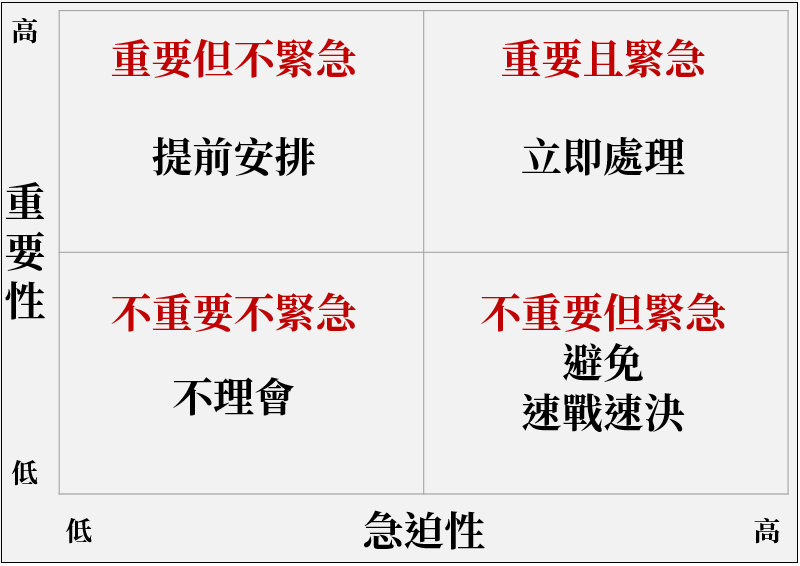 高
重要但不緊急
重要且緊急
提前安排
立即處理
重要性
不重要不緊急
不重要但緊急
避免
不理會
速戰速決
低
低
急迫性
高